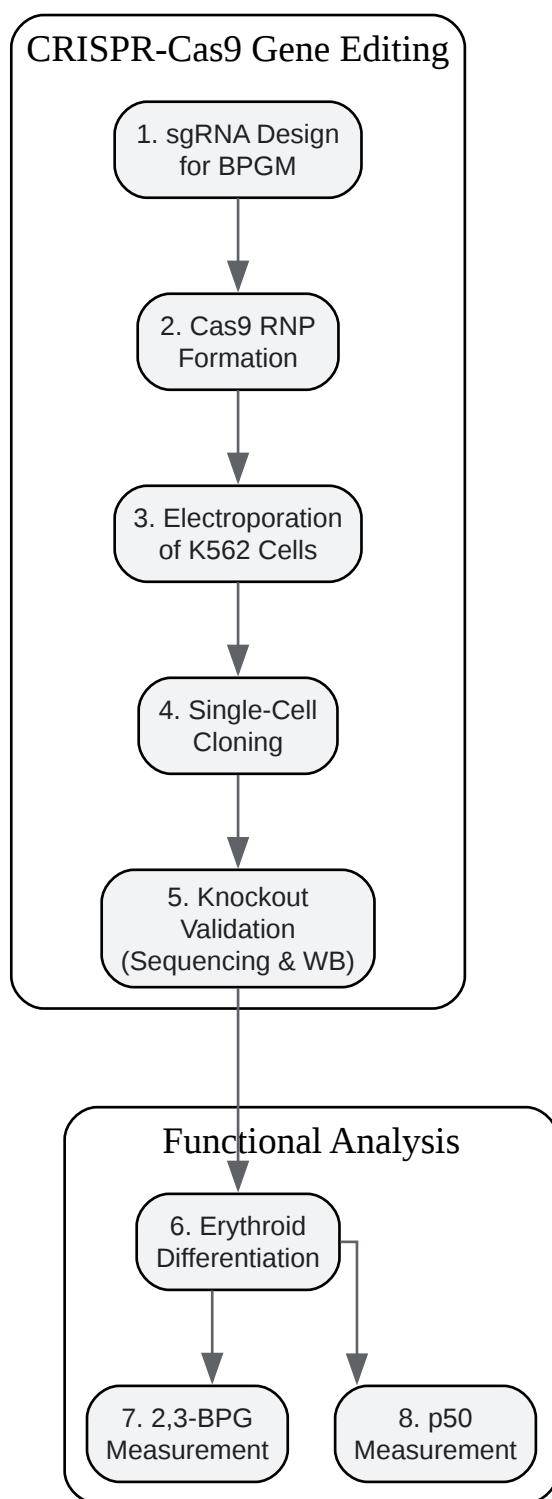 CRISPR-Cas9 Gene Editing
1. sgRNA Design
for BPGM
2. Cas9 RNP
Formation
3. Electroporation
of K562 Cells
4. Single-Cell
Cloning
5. Knockout
Validation
(Sequencing & WB)
Functional Analysis
6. Erythroid
Differentiation
7. 2,3-BPG
Measurement
8. p50
Measurement